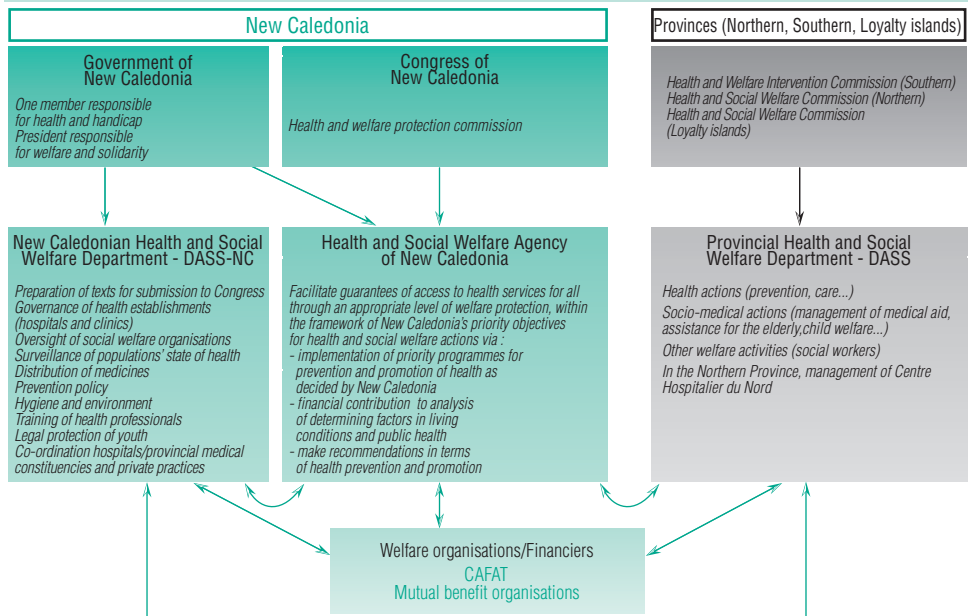 New Caledonia
Provinces (Northern, Southern, Loyalty islands)
Government of
New Caledonia
One member responsible
for health and handicap
President responsible
for welfare and solidarity
Congress of
New Caledonia
Health and welfare protection commission
Health and Welfare Intervention Commission (Southern)
Health and Social Welfare Commission (Northern)
Health and Social Welfare Commission
(Loyalty islands)
New Caledonian Health and Social
Welfare Department - DASS-NC
Preparation of texts for submission to Congress
Governance of health establishments
(hospitals and clinics)
Oversight of social welfare organisations
Surveillance of populations' state of health
Distribution of medicines
Prevention policy
Hygiene and environment
Training of health professionals
Legal protection of youth
Co-ordination hospitals/provincial medical
constituencies and private practices
Health and Social Welfare Agency
of New Caledonia
Facilitate guarantees of access to health services for all
through an appropriate level of welfare protection, within
the framework of New Caledonia's priority objectives
for health and social welfare actions via :
- implementation of priority programmes for
prevention and promotion of health as
decided by New Caledonia
- financial contribution to analysis
of determining factors in living
conditions and public health
- make recommendations in terms
of health prevention and promotion
Provincial Health and Social
Welfare Department - DASS
Health actions (prevention, care...)
Socio-medical actions (management of medical aid,
assistance for the elderly,child welfare...)
Other welfare activities (social workers)
In the Northern Province, management of Centre
Hospitalier du Nord
Welfare organisations/Financiers
CAFAT
Mutual benefit organisations